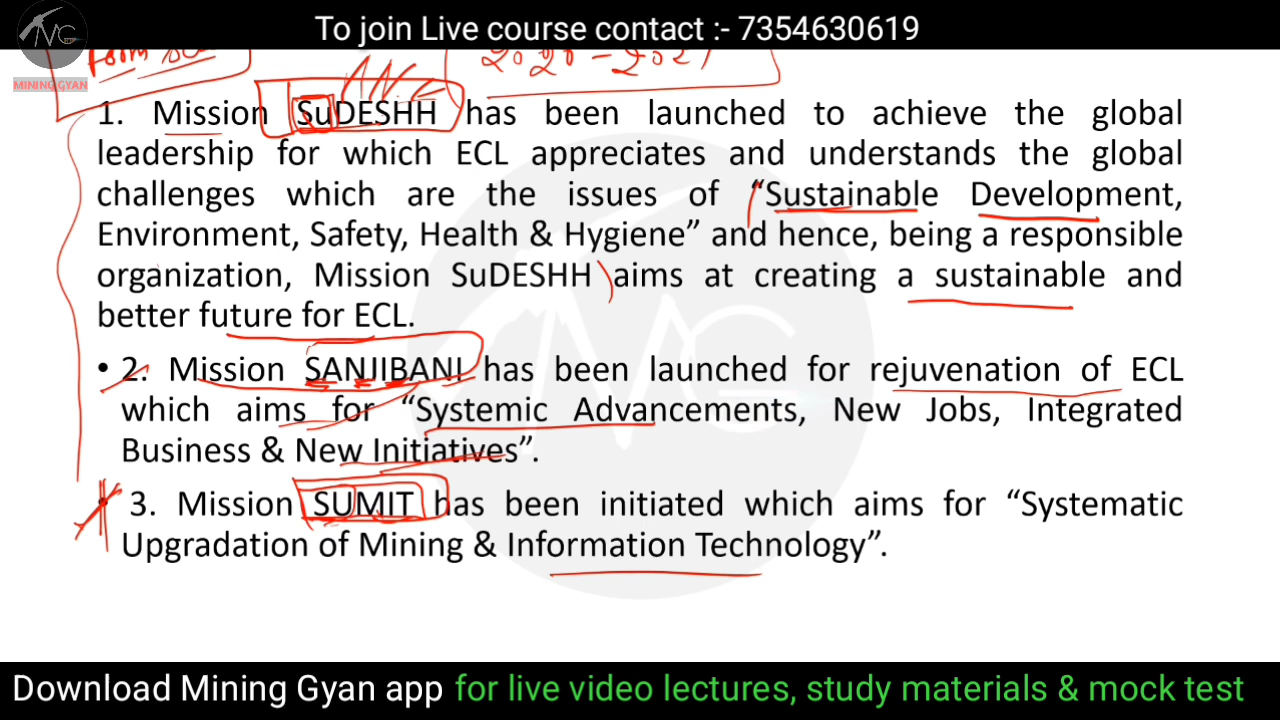 To join Live course contact :- 7354630619
MG
MINING GYAN
2020-2021
1. Mission SuDESHH has been launched to achieve the global
leadership for which ECL appreciates and understands the global
challenges which are the issues of “Sustainable Development,
Environment, Safety, Health & Hygiene” and hence, being a responsible
organization, Mission SuDESHH aims at creating a sustainable and
better future for ECL.
• 2. Mission SANJIBANI has been launched for rejuvenation of ECL
which aims for “Systemic Advancements, New Jobs, Integrated
Business & New Initiatives”.
• 3. Mission SUMIT has been initiated which aims for “Systematic
Upgradation of Mining & Information Technology”.
Download Mining Gyan app for live video lectures, study materials & mock test